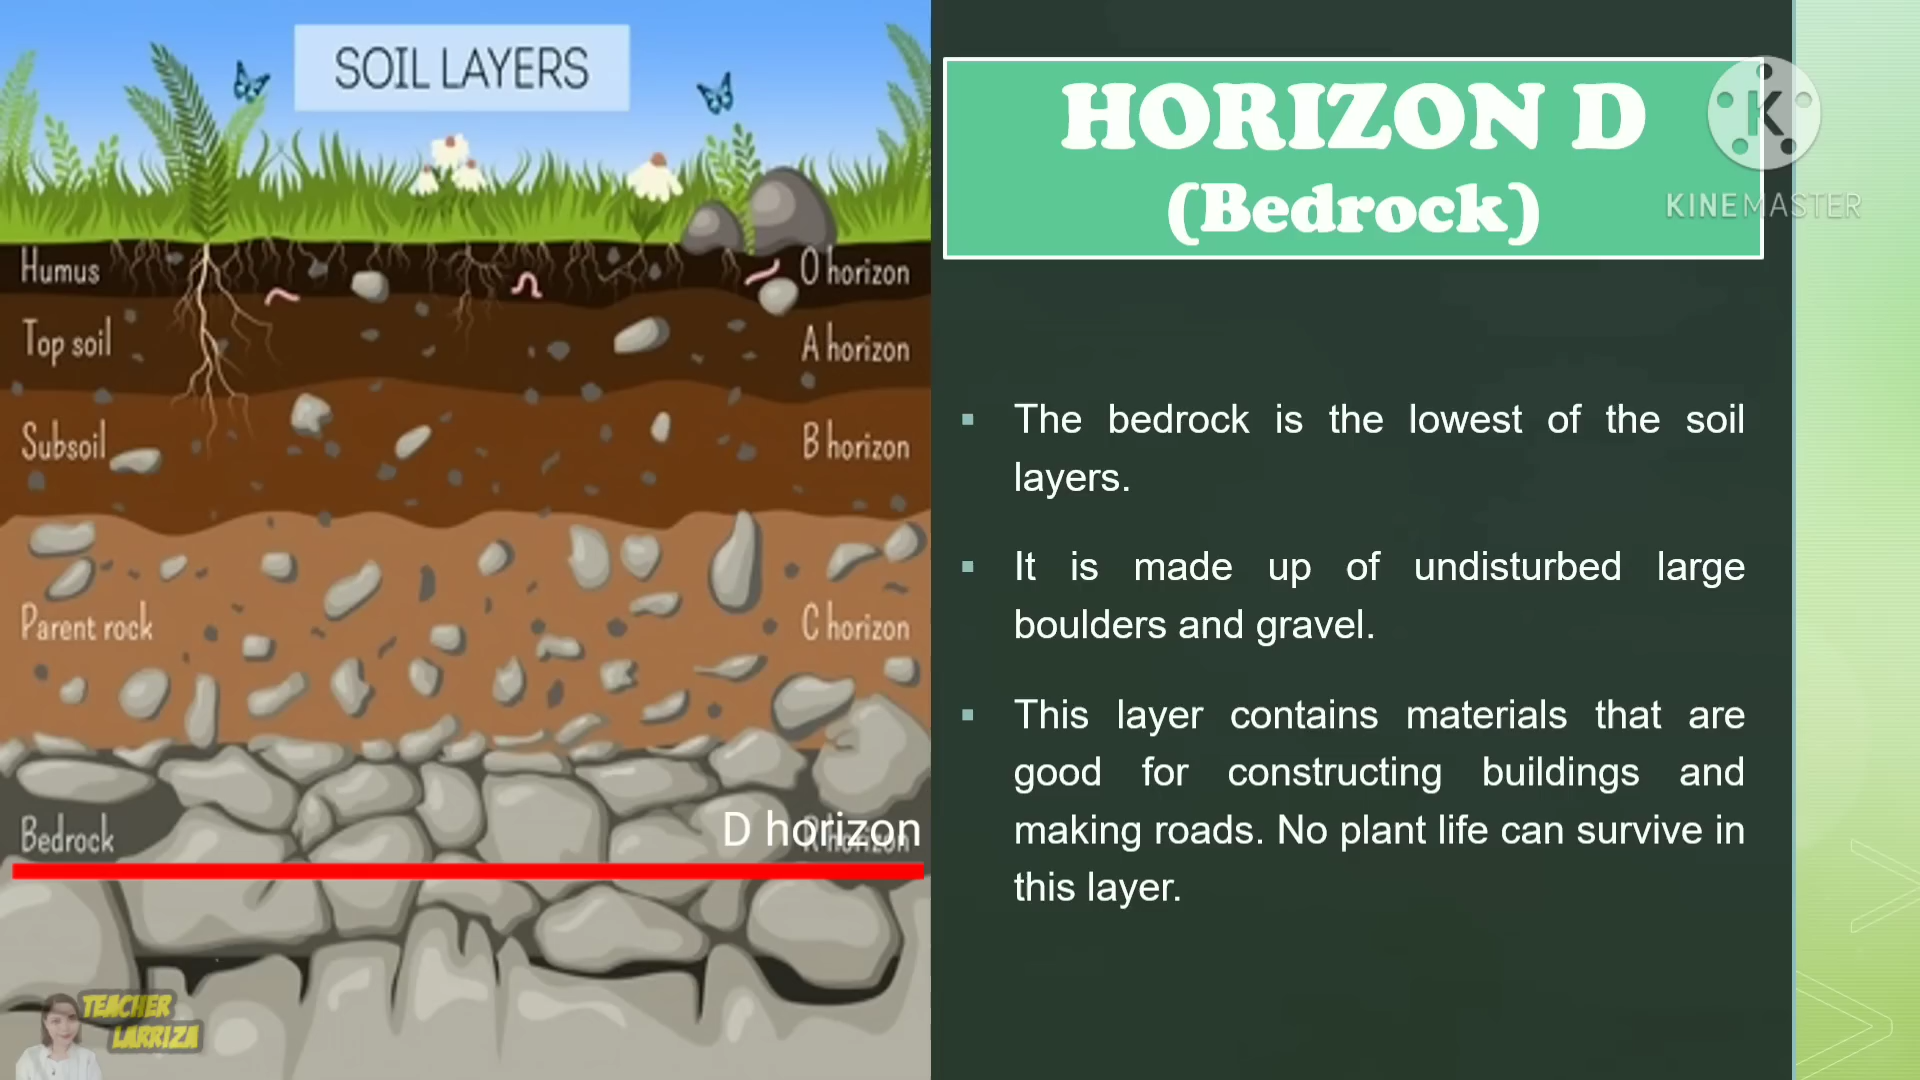 SOIL LAYERS
Humus
O horizon
Top soil
A horizon
Subsoil
B horizon
Parent rock
C horizon
Bedrock
D horizon
TEACHER
LARRIZA
HORIZON D
(Bedrock)
K
KINEMASTER
The bedrock is the lowest of the soil
layers.
It is made up of undisturbed large
boulders and gravel.
This layer contains materials that are
good for constructing buildings and
making roads. No plant life can survive in
this layer.